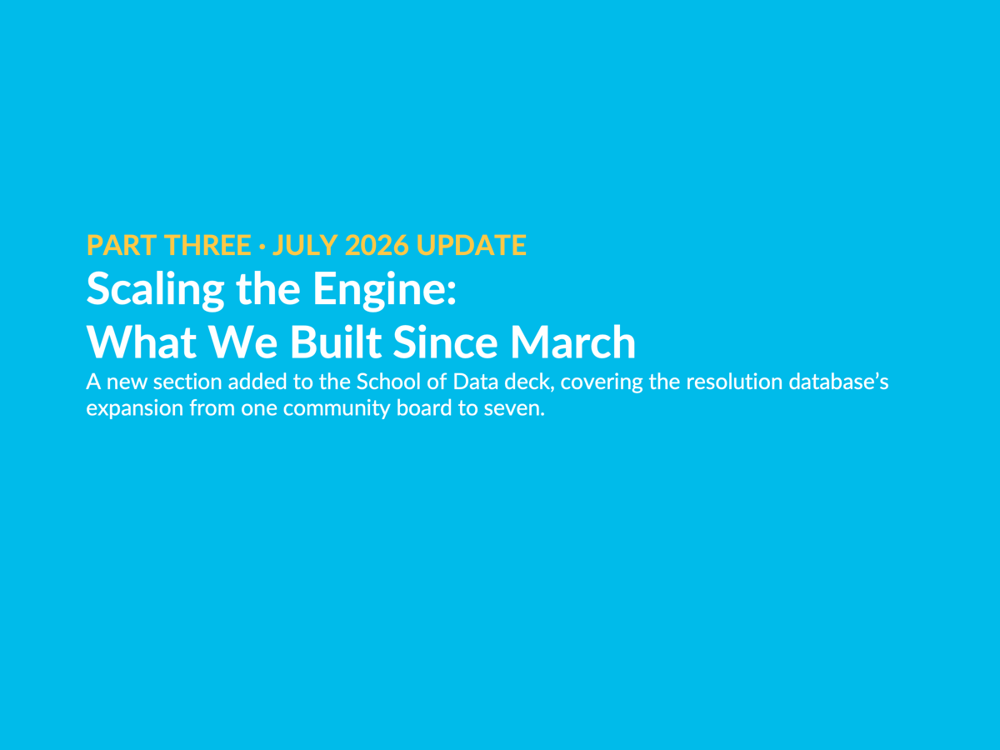 PART THREE · JULY 2026 UPDATE
Scaling the Engine:
What We Built Since March
A new section added to the School of Data deck, covering the resolution database’s
expansion from one community board to seven.